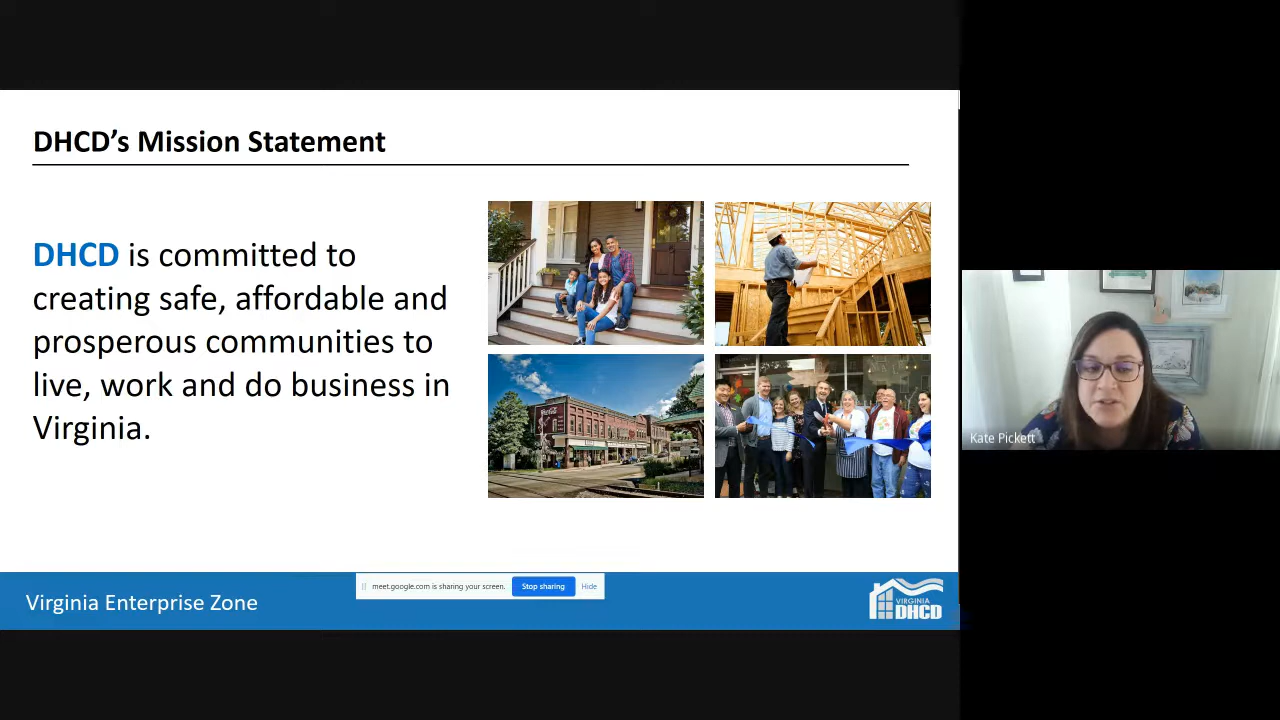 DHCD’s Mission Statement
DHCD is committed to
creating safe, affordable and
prosperous communities to
live, work and do business in
Virginia.
Coca-Cola
Kate Pickett
meet.google.com is sharing your screen.
Stop sharing
Hide
Virginia Enterprise Zone
VIRGINIA
DHCD